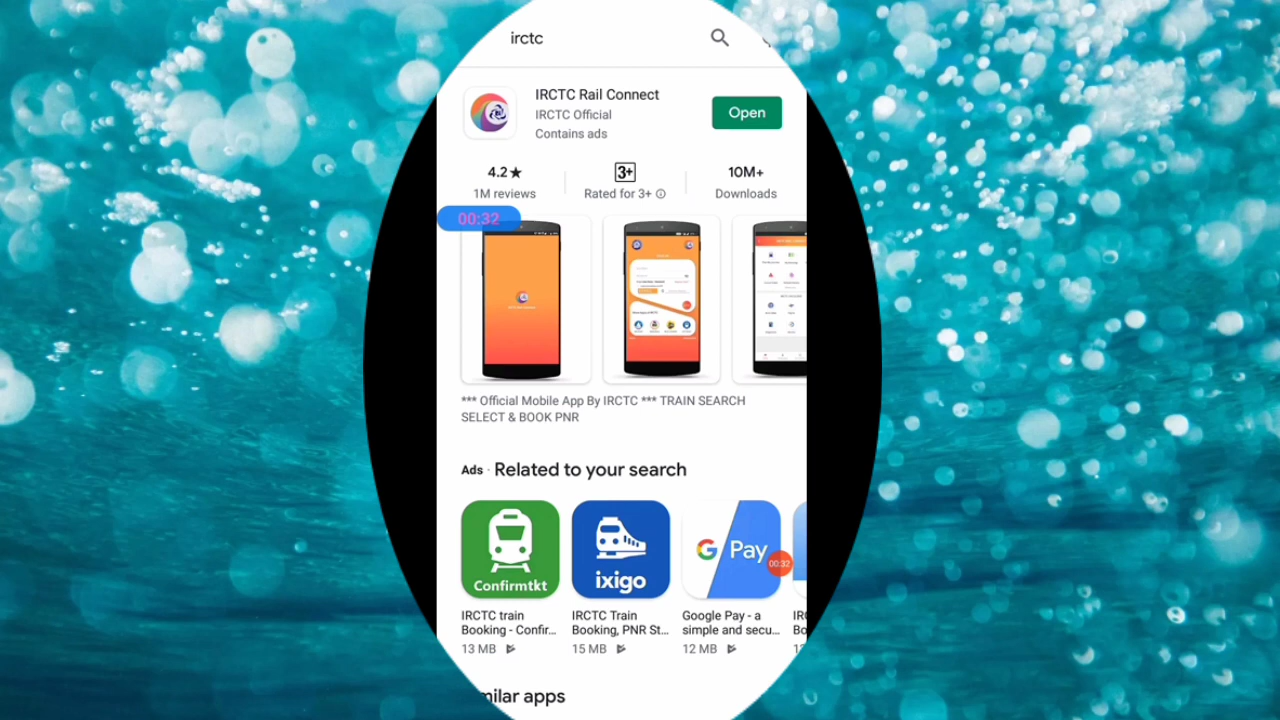 irctc
IRCTC Rail Connect
IRCTC Official
Contains ads
Open
4.2★
1M reviews
3+
Rated for 3+
10M+
Downloads
00:32
*** Official Mobile App By IRCTC *** TRAIN SEARCH
SELECT & BOOK PNR
Ads · Related to your search
Confirmtkt
ixigo
G Pay
00:32
IRCTC train
Booking - Confir...
13 MB
IRCTC Train
Booking, PNR St...
15 MB
Google Pay - a
simple and secu...
12 MB
apps